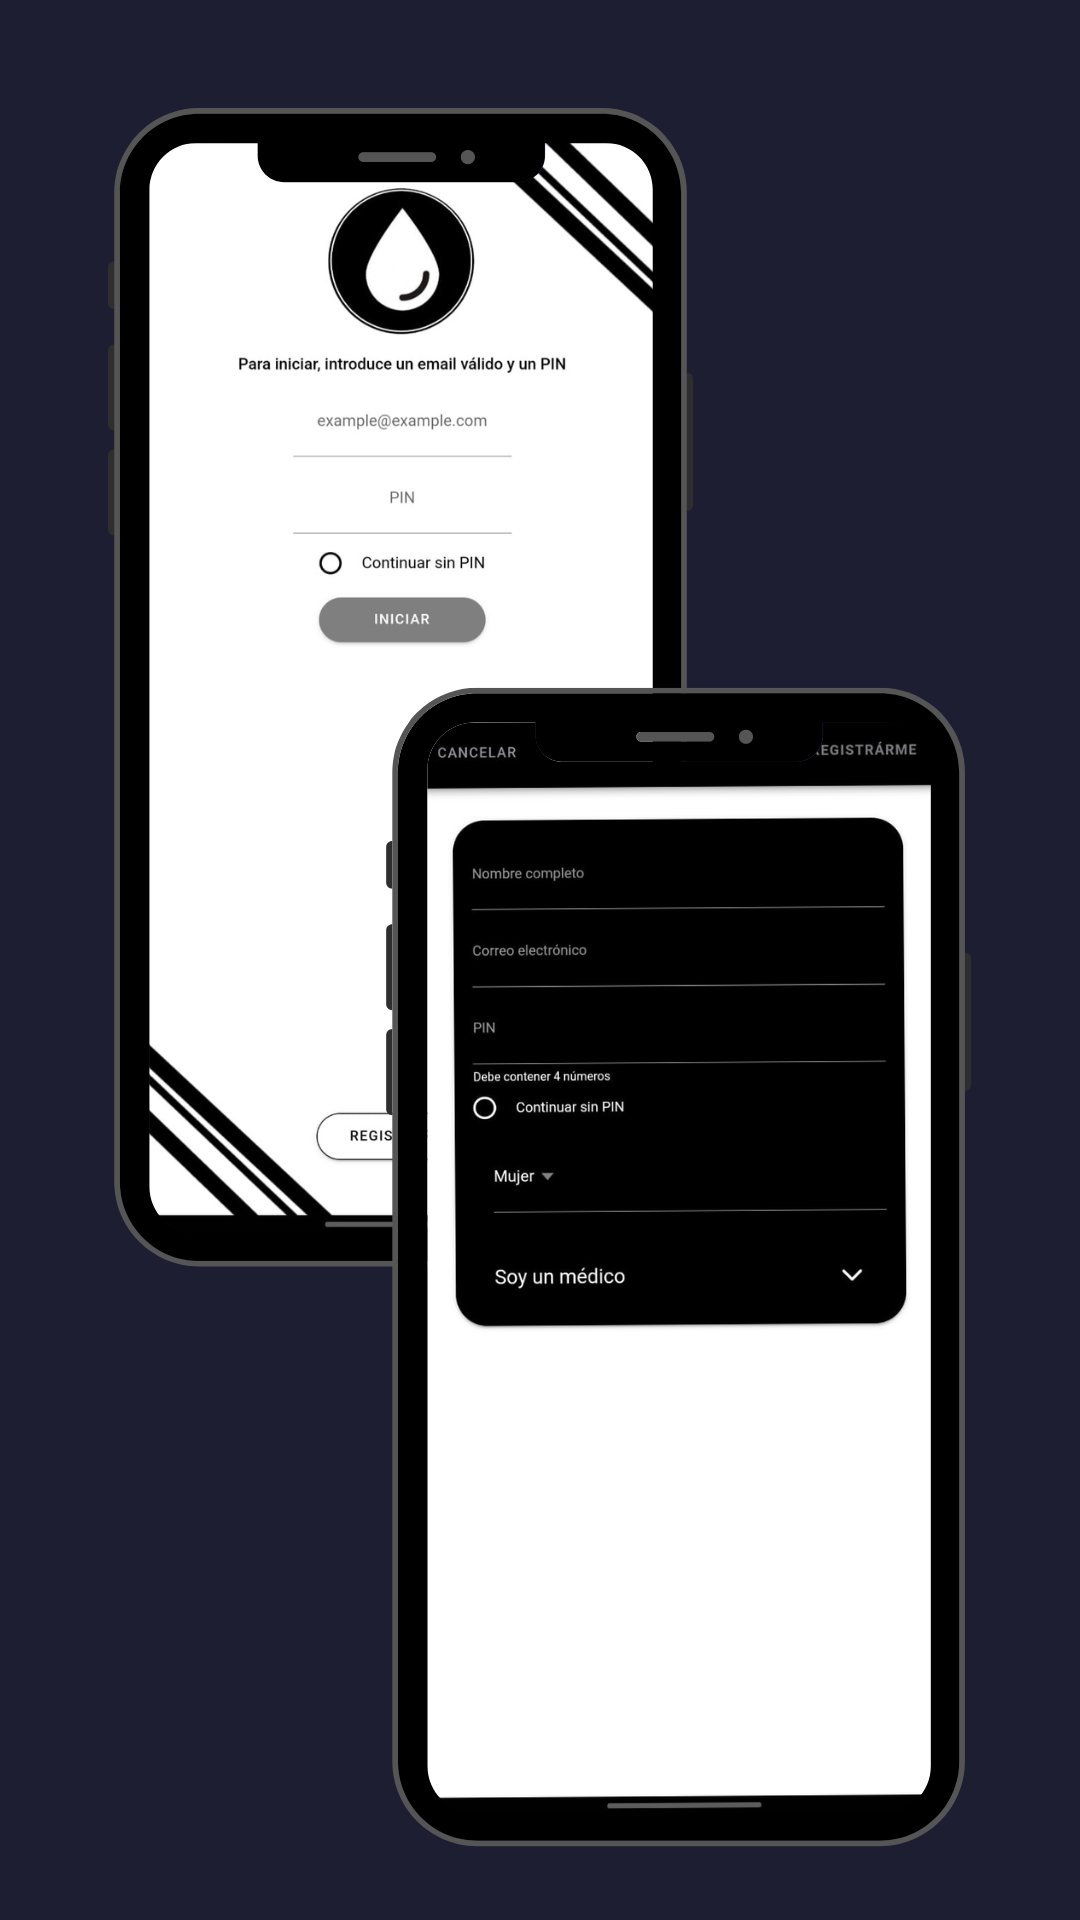 Para iniciar, introduce un email válido y un PIN
example@example.com
PIN
Continuar sin PIN
INICIAR
REGIS
CANCELAR
EGISTRÁRME
Nombre completo
Correo electrónico
PIN
Debe contener 4 números
Continuar sin PIN
Mujer
Soy un médico